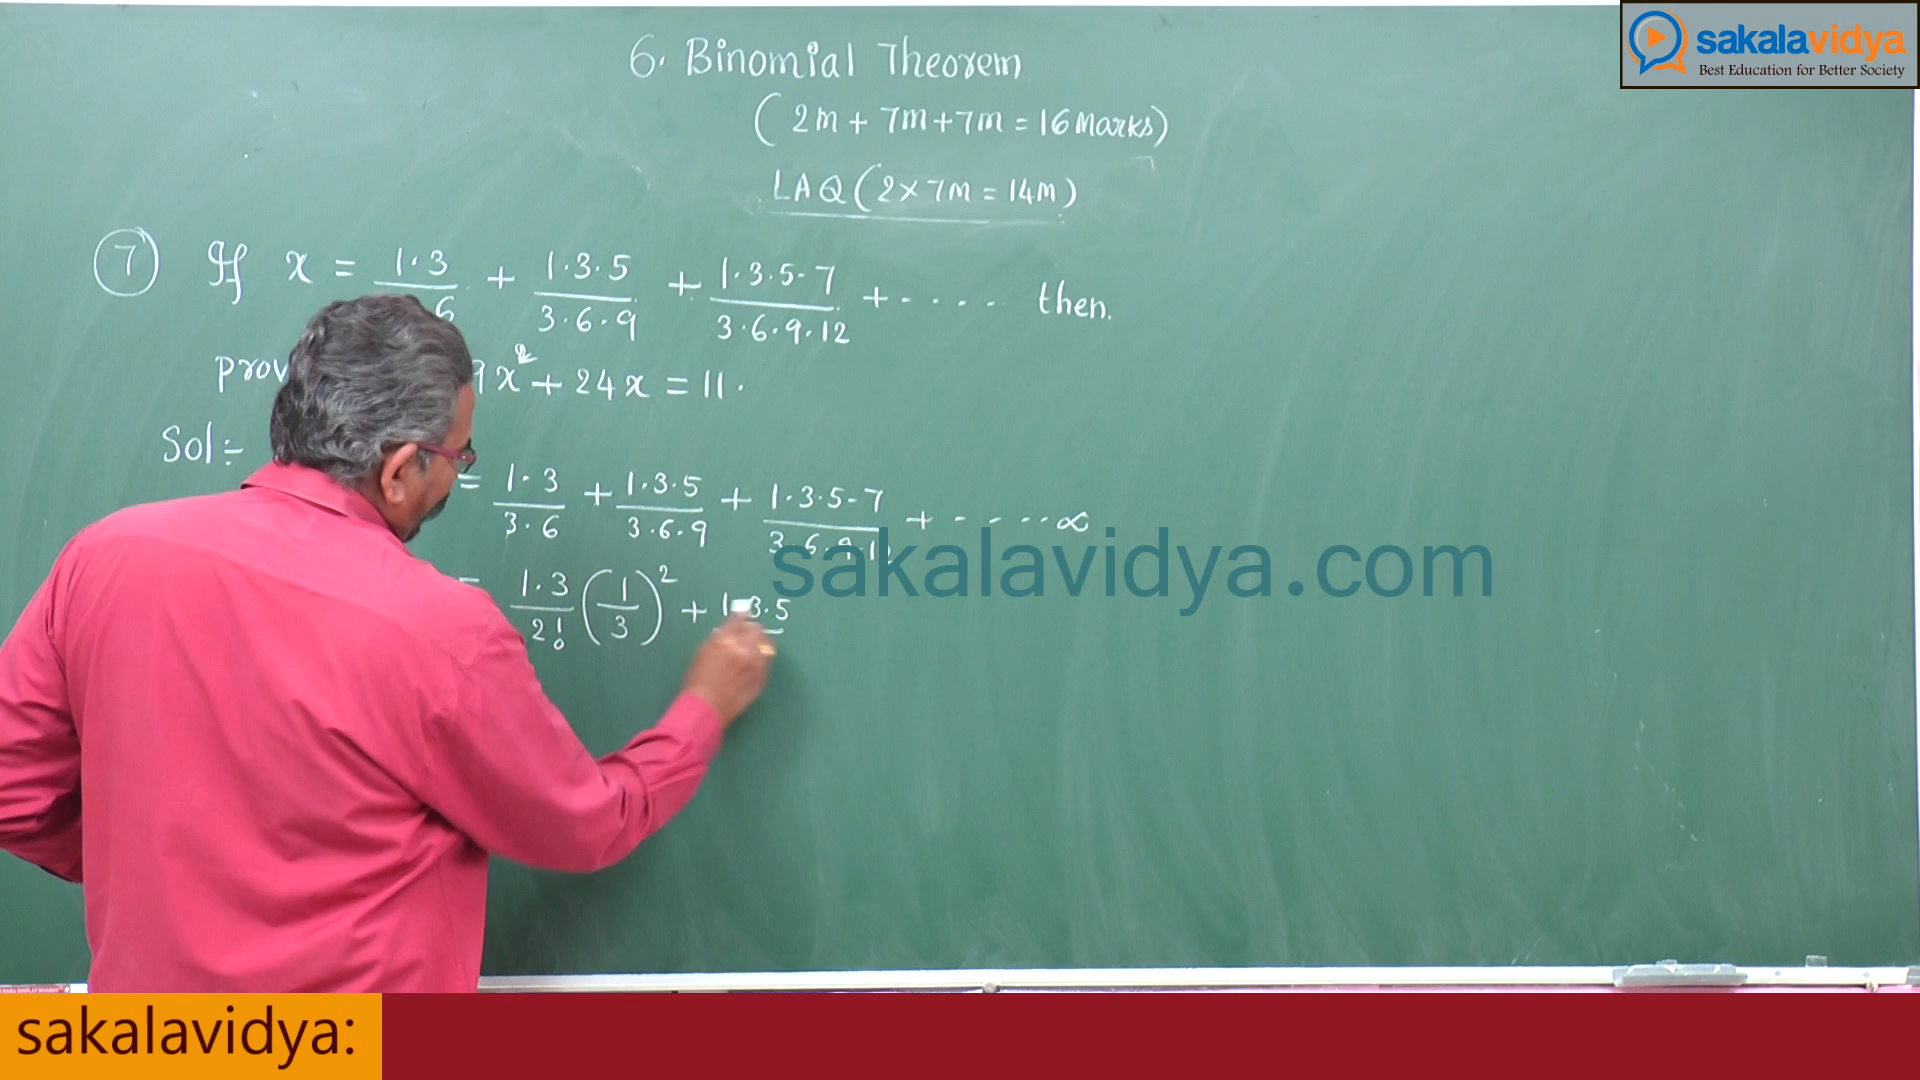 sakalavidya
Best Education for Better Society
6. Binomial Theorem
(2m + 7m + 7m = 16 Marks)
LAQ (2 × 7m = 14m)
7 If x = 1·3 / 6 + 1·3·5 / 3·6·9 + 1·3·5·7 / 3·6·9·12 + ···· then.
prov 9x² + 24x = 11.
Sol:-
= 1·3 / 3·6 + 1·3·5 / 3·6·9 + 1·3·5·7 / 3·6·9·1 + ····· ∞
= 1·3 / 2! (1/3)² + 1·3·5
sakalavidya.com
sakalavidya: